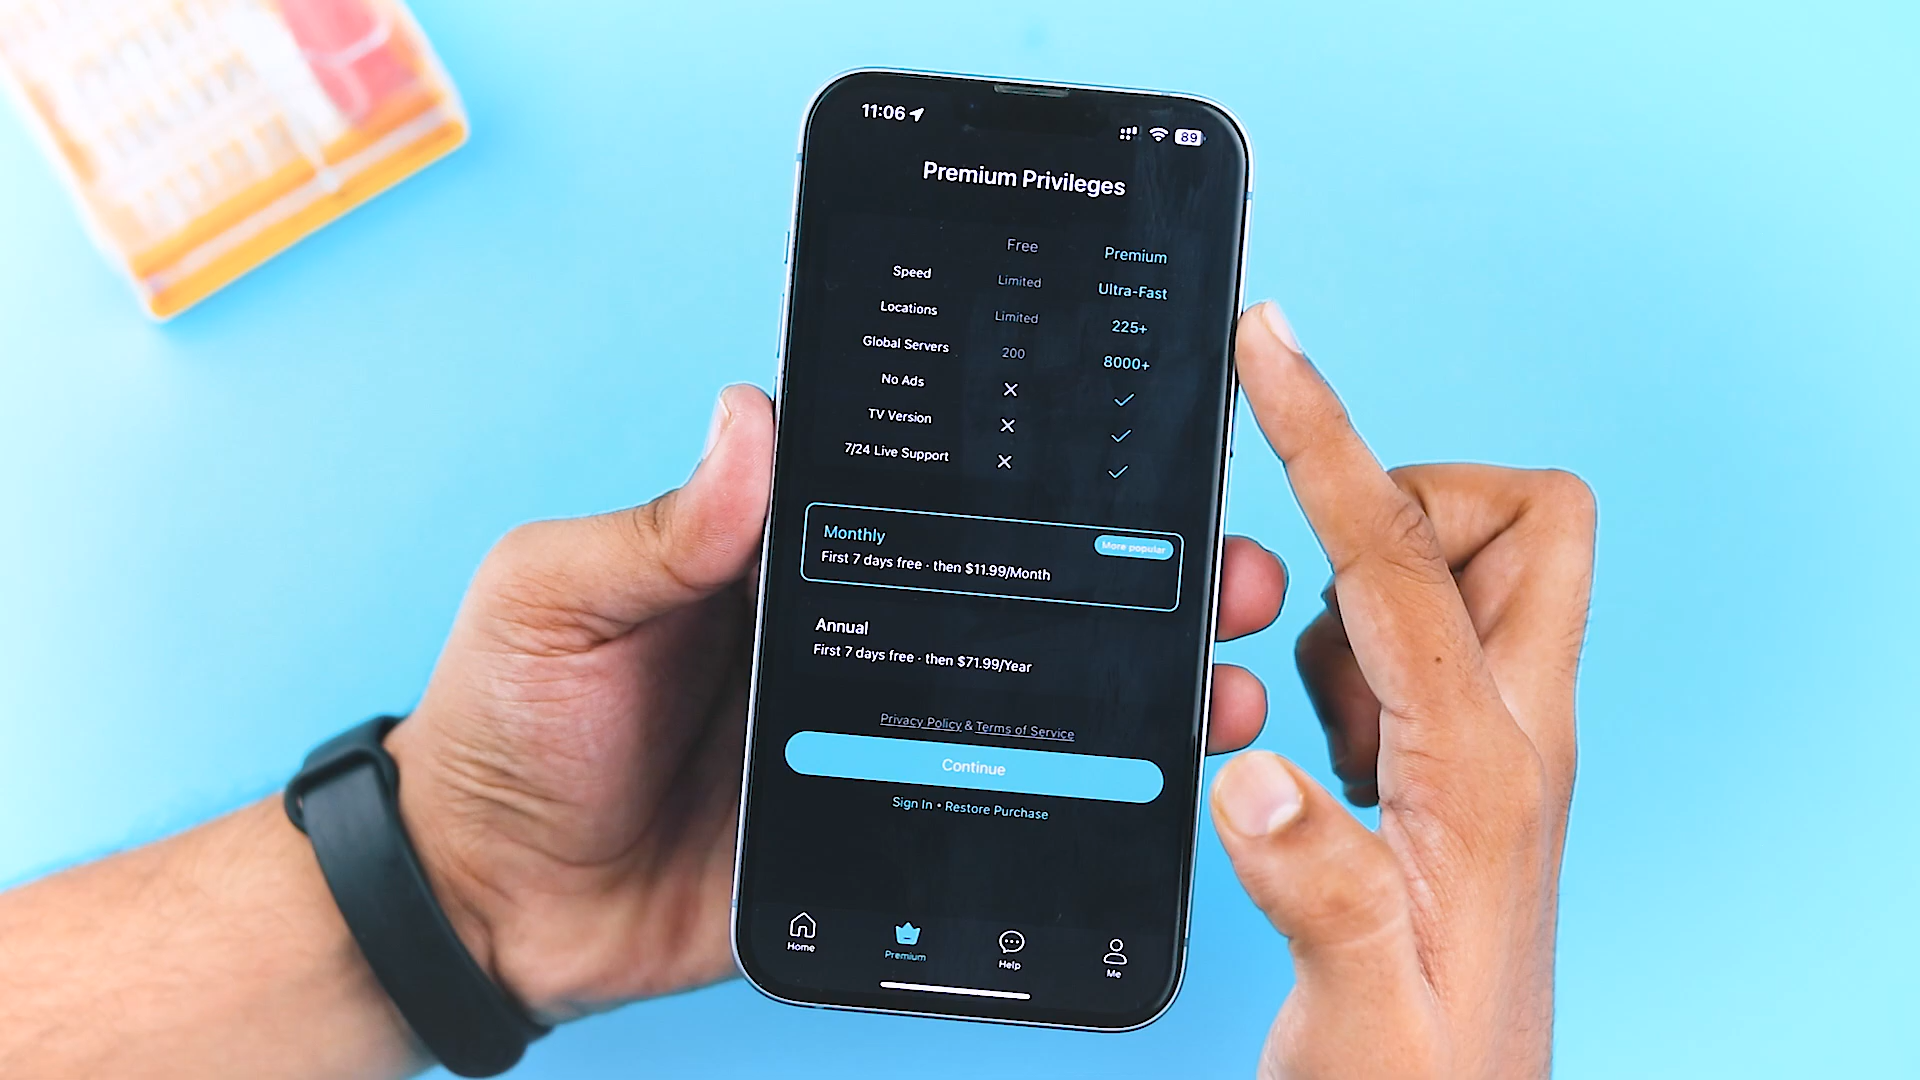 11:06
89
Premium Privileges
Free Premium
Speed Limited Ultra-Fast
Locations Limited 225+
Global Servers 200 8000+
No Ads
TV Version
7/24 Live Support
Monthly More popular
First 7 days free · then $11.99/Month
Annual
First 7 days free · then $71.99/Year
Privacy Policy & Terms of Service
Continue
Sign In • Restore Purchase
Home Premium Help Me